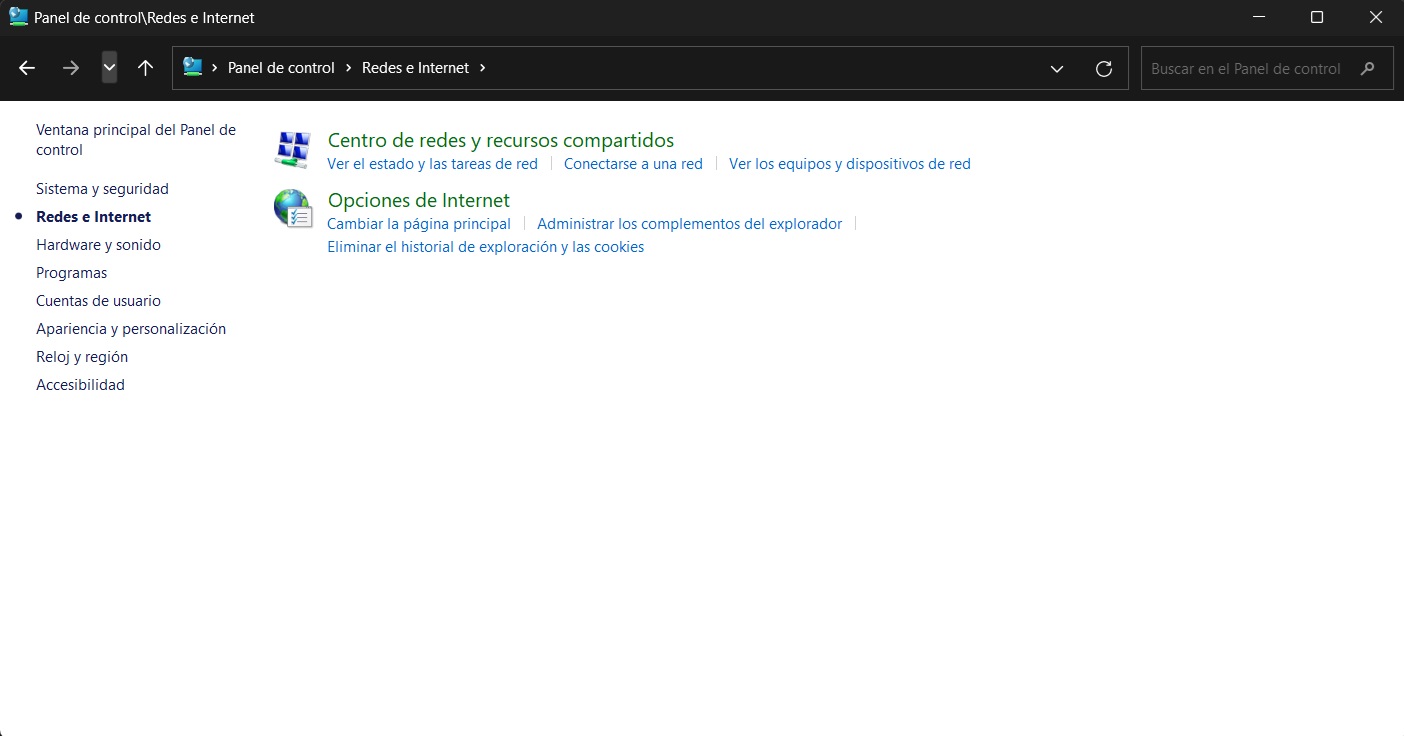 Panel de control\Redes e Internet
Panel de control
Redes e Internet
Buscar en el Panel de control
Ventana principal del Panel de
control
Sistema y seguridad
Redes e Internet
Hardware y sonido
Programas
Cuentas de usuario
Apariencia y personalización
Reloj y región
Accesibilidad
Centro de redes y recursos compartidos
Ver el estado y las tareas de red
Conectarse a una red
Ver los equipos y dispositivos de red
Opciones de Internet
Cambiar la página principal
Administrar los complementos del explorador
Eliminar el historial de exploración y las cookies